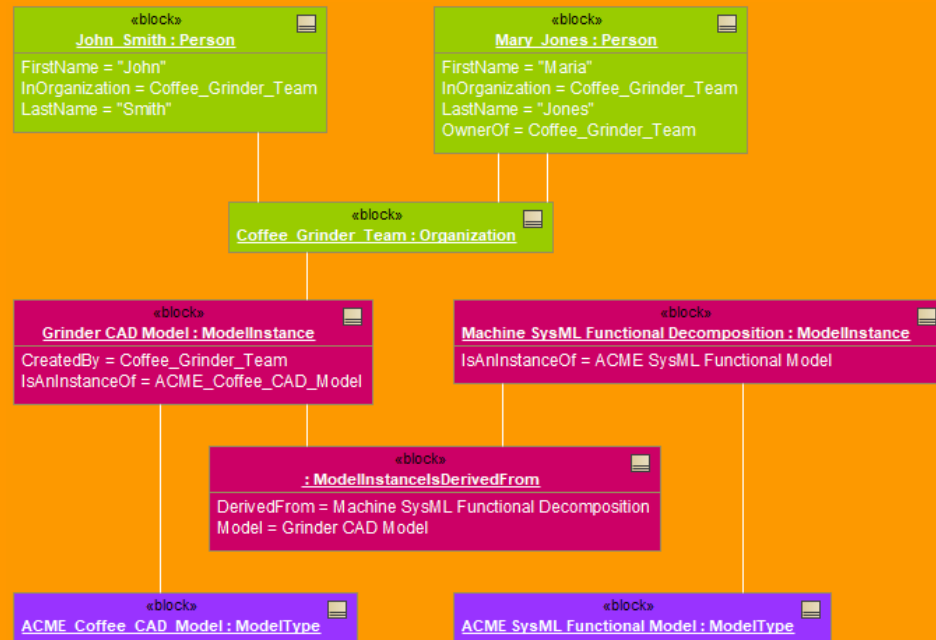 «block»
John_Smith : Person
FirstName = "John"
InOrganization = Coffee_Grinder_Team
LastName = "Smith"
«block»
Mary_Jones : Person
FirstName = "Maria"
InOrganization = Coffee_Grinder_Team
LastName = "Jones"
OwnerOf = Coffee_Grinder_Team
«block»
Coffee_Grinder_Team : Organization
«block»
Grinder CAD Model : ModelInstance
CreatedBy = Coffee_Grinder_Team
IsAnInstanceOf = ACME_Coffee_CAD_Model
«block»
Machine SysML Functional Decomposition : ModelInstance
IsAnInstanceOf = ACME SysML Functional Model
«block»
: ModelInstanceIsDerivedFrom
DerivedFrom = Machine SysML Functional Decomposition
Model = Grinder CAD Model
«block»
ACME_Coffee_CAD_Model : ModelType
«block»
ACME SysML Functional Model : ModelType